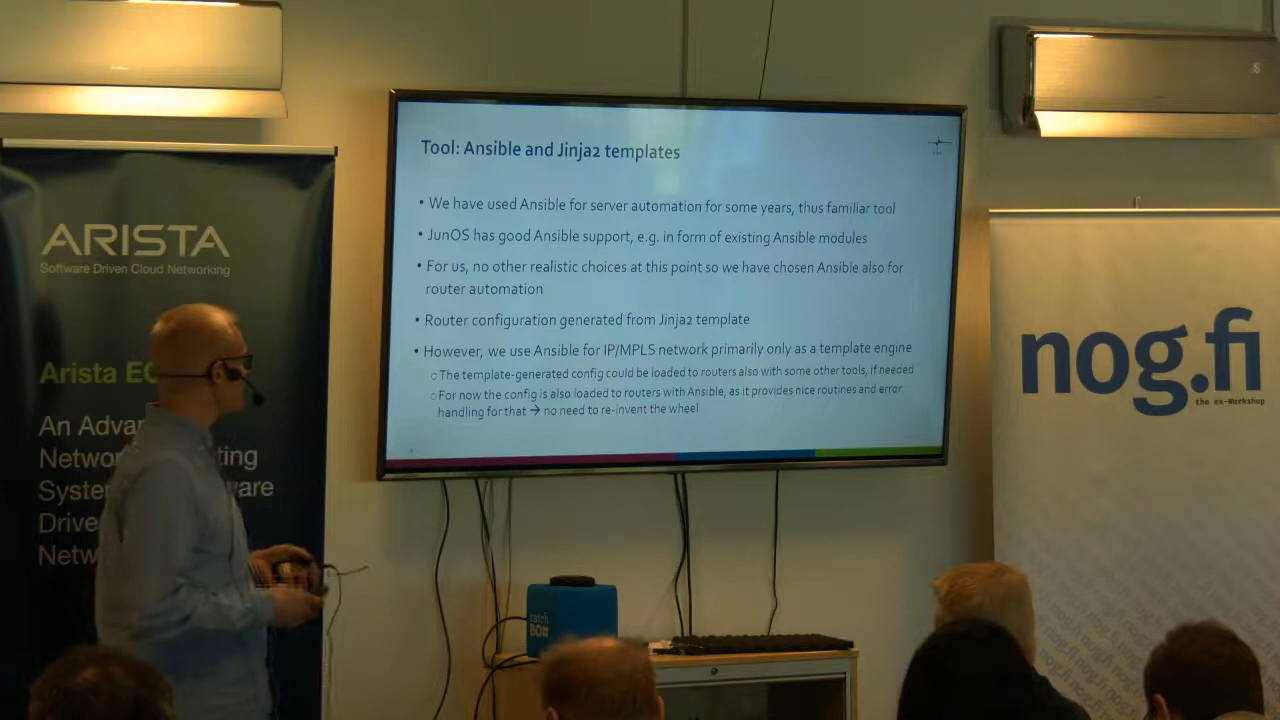 ARISTA
Software Driven Cloud Networking
Arista EO
An Advan
Networ ting
System ware
Drive
Netw
Tool: Ansible and Jinja2 templates
• We have used Ansible for server automation for some years, thus familiar tool
• JunOS has good Ansible support, e.g. in form of existing Ansible modules
• For us, no other realistic choices at this point so we have chosen Ansible also for
router automation
• Router configuration generated from Jinja2 template
• However, we use Ansible for IP/MPLS network primarily only as a template engine
○ The template-generated config could be loaded to routers also with some other tools, if needed
○ For now the config is also loaded to routers with Ansible, as it provides nice routines and error
handling for that → no need to re-invent the wheel
catch
BOX
nog.fi
the ex-Workshop